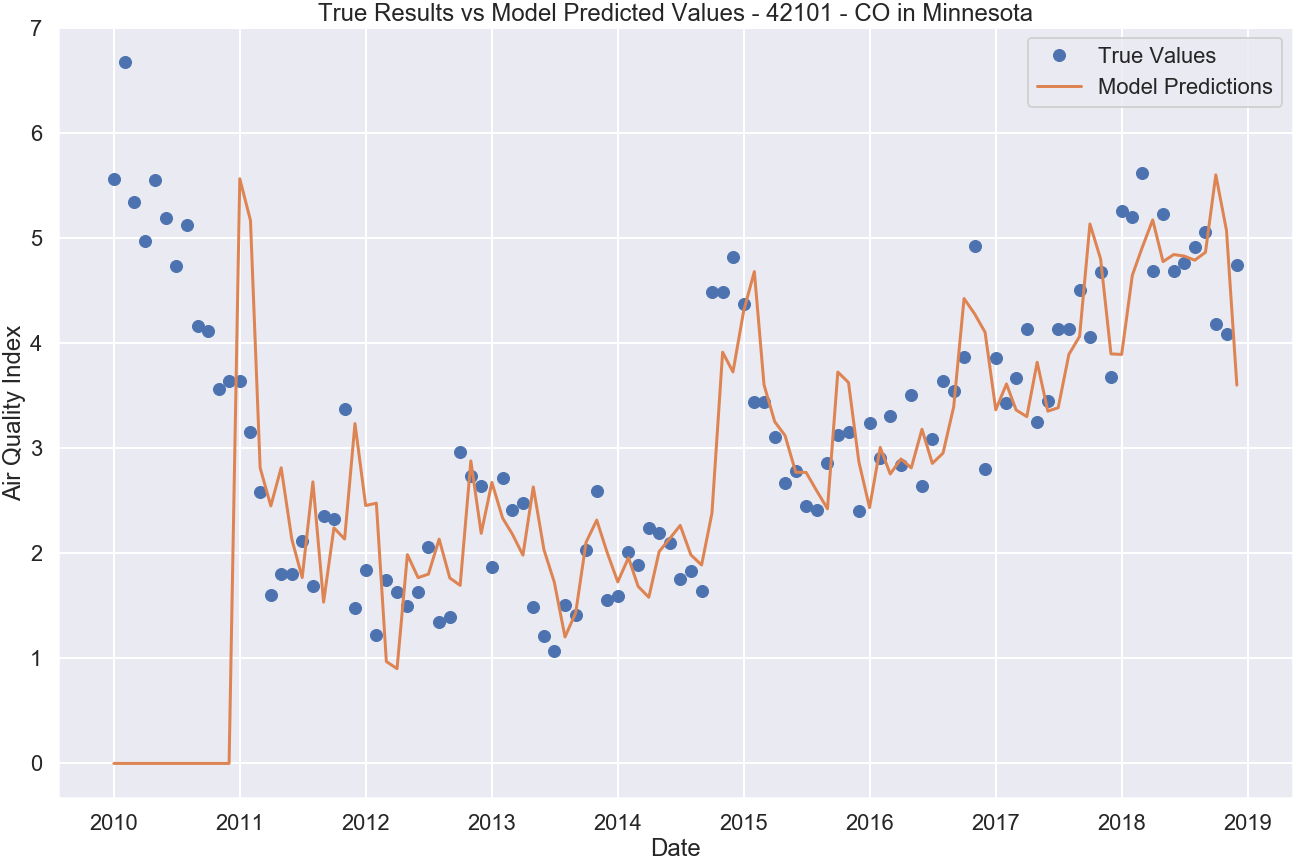 True Results vs Model Predicted Values - 42101 - CO in Minnesota
True Values
Model Predictions
Air Quality Index
7
6
5
4
3
2
1
0
2010 2011 2012 2013 2014 2015 2016 2017 2018 2019
Date